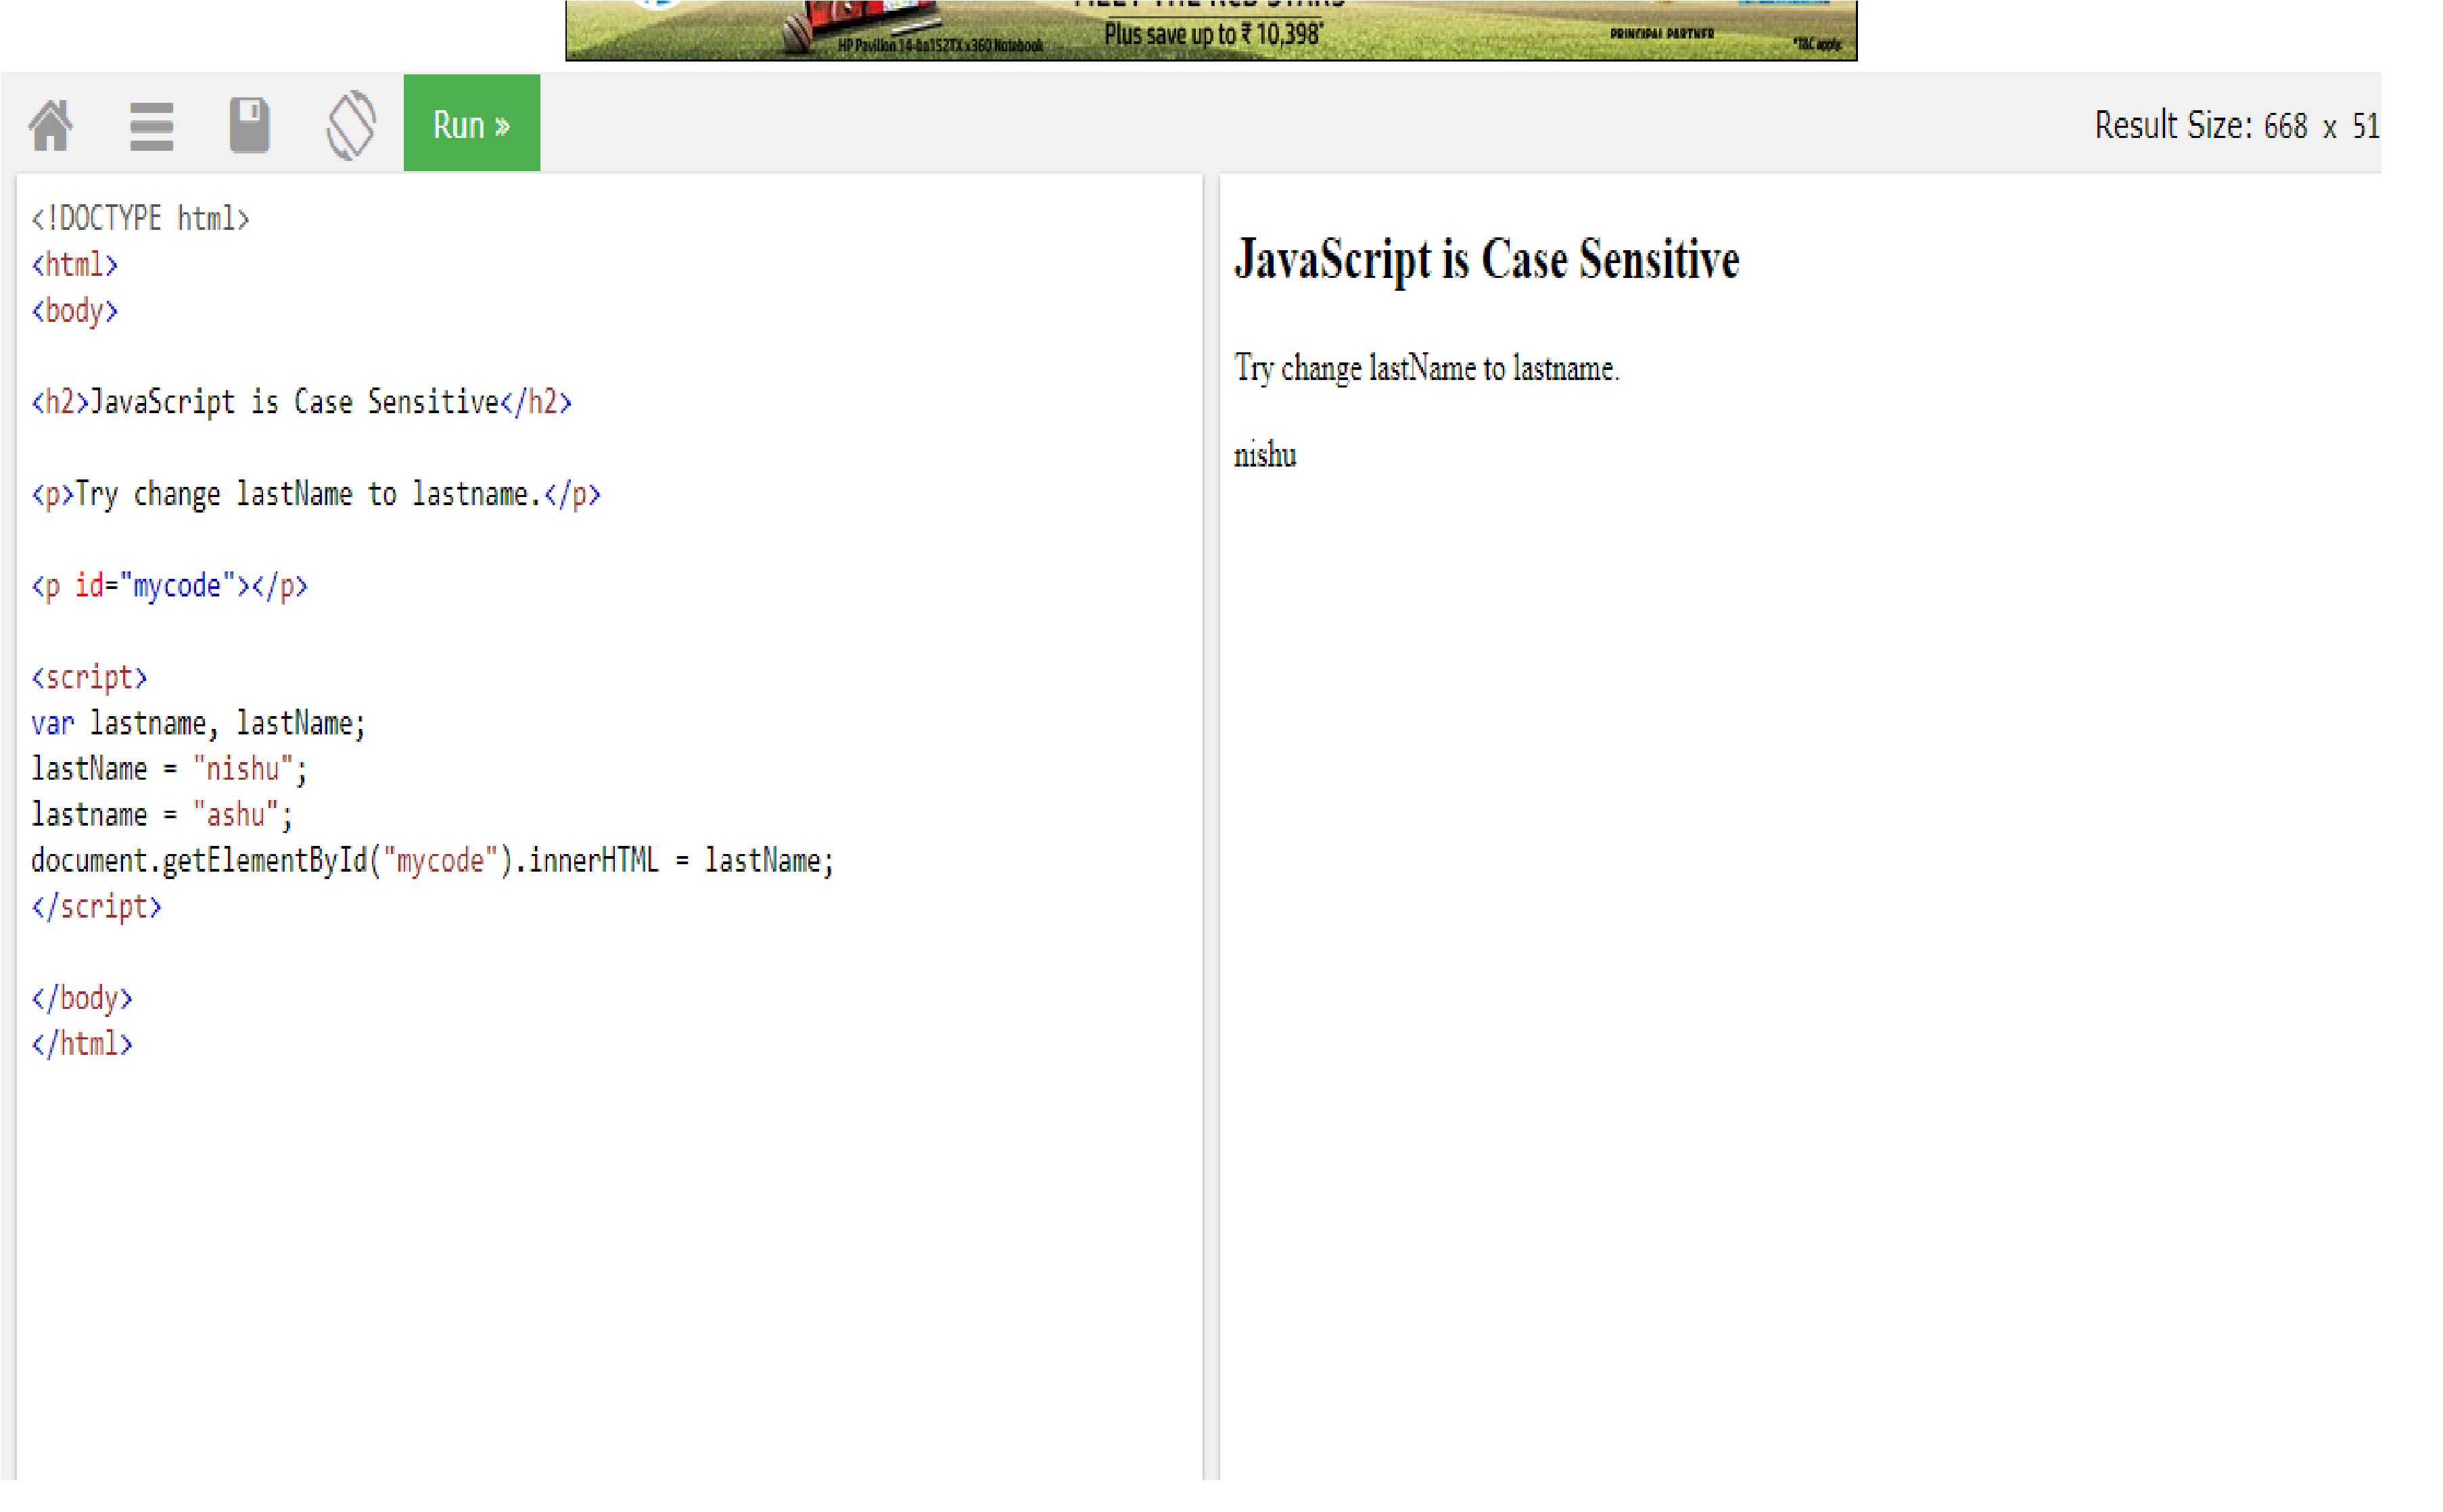 HP Pavilion 14-ba152TX x360 Notebook
Plus save up to ₹ 10,398*
PRINCIPAL PARTNER
*T&C apply.
Run »
Result Size: 668 x 51
<!DOCTYPE html>
<html>
<body>
<h2>JavaScript is Case Sensitive</h2>
<p>Try change lastName to lastname.</p>
<p id="mycode"></p>
<script>
var lastname, lastName;
lastName = "nishu";
lastname = "ashu";
document.getElementById("mycode").innerHTML = lastName;
</script>
</body>
</html>
JavaScript is Case Sensitive
Try change lastName to lastname.
nishu